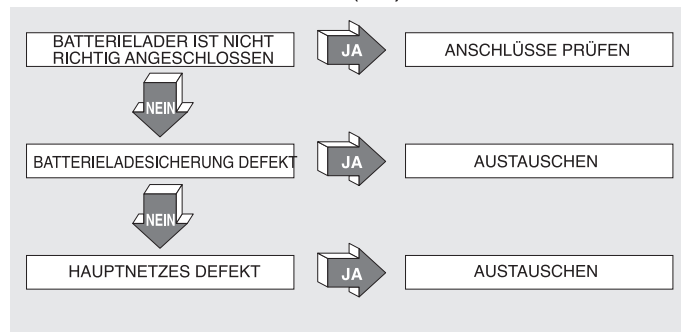 BATTERIELADER IST NICHT
RICHTIG ANGESCHLOSSEN
JA
ANSCHLÜSSE PRÜFEN
NEIN
BATTERIELADESICHERUNG DEFEKT
JA
AUSTAUSCHEN
NEIN
HAUPTNETZES DEFEKT
JA
AUSTAUSCHEN